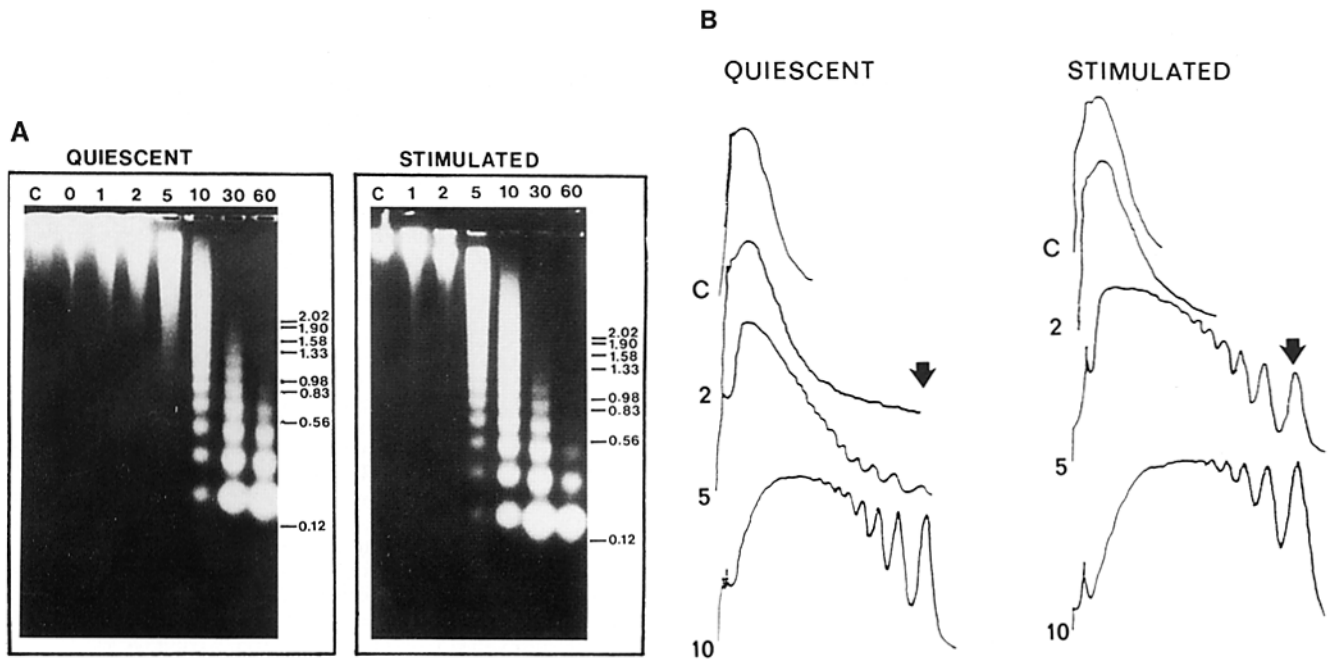 A
QUIESCENT
C 0 1 2 5 10 30 60
2.02
1.90
1.58
1.33
0.98
0.83
0.56
0.12
STIMULATED
C 1 2 5 10 30 60
2.02
1.90
1.58
1.33
0.98
0.83
0.56
0.12
B
QUIESCENT
C
2
5
10
STIMULATED
C
2
5
10